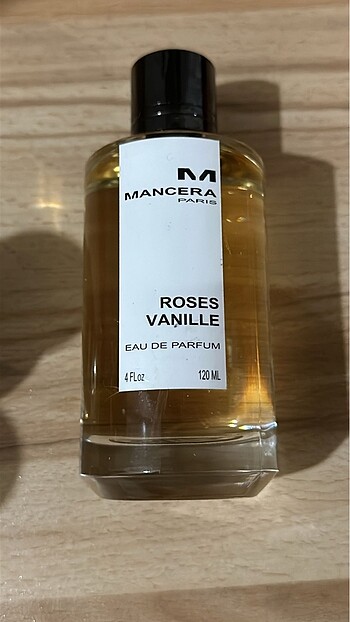 M
MANCERA
PARIS
ROSES
VANILLE
EAU DE PARFUM
4 FLoz 120 ML